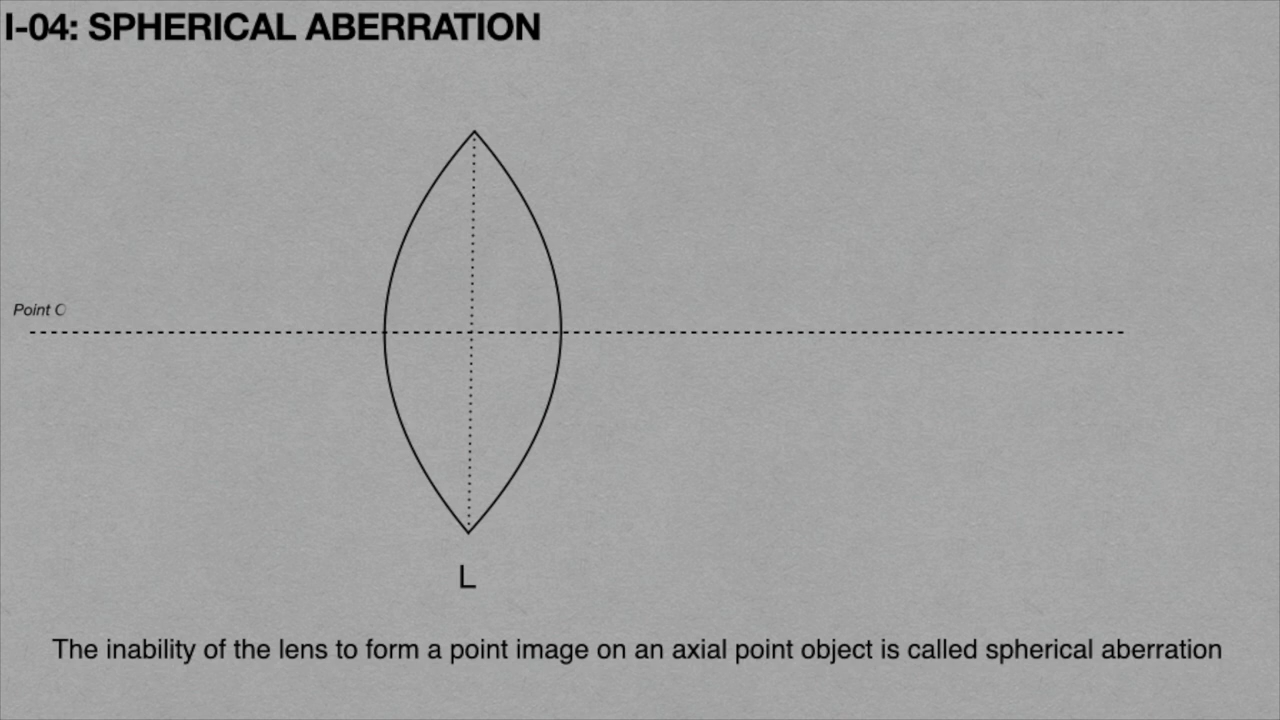 I-04: SPHERICAL ABERRATION
Point
L
The inability of the lens to form a point image on an axial point object is called spherical aberration